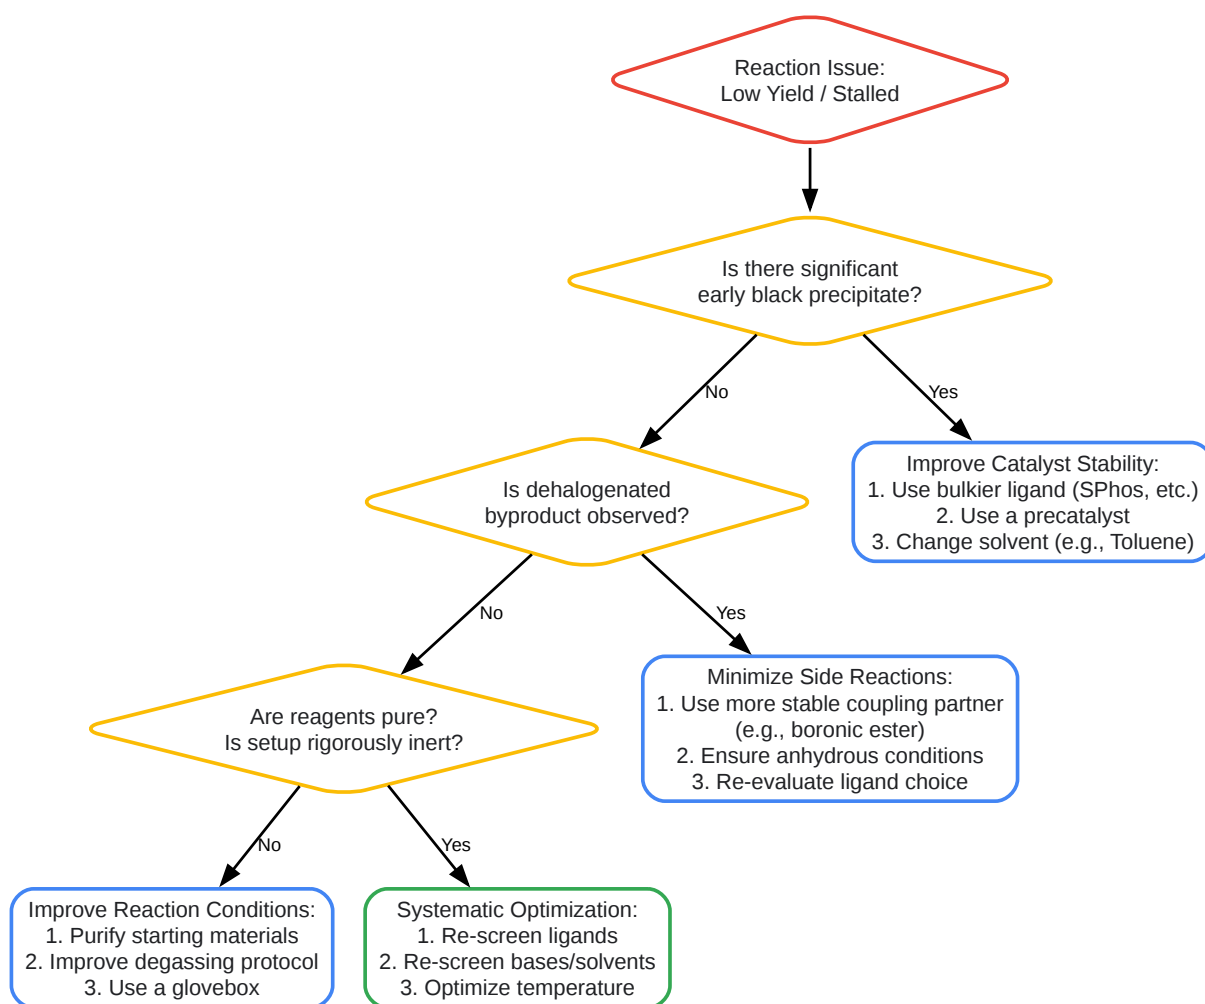 Reaction Issue:
Low Yield / Stalled
Is there significant
early black precipitate?
No
Yes
Is dehalogenated
byproduct observed?
Improve Catalyst Stability:
1. Use bulkier ligand (SPhos, etc.)
2. Use a precatalyst
3. Change solvent (e.g., Toluene)
No
Yes
Are reagents pure?
Is setup rigorously inert?
Minimize Side Reactions:
1. Use more stable coupling partner
(e.g., boronic ester)
2. Ensure anhydrous conditions
3. Re-evaluate ligand choice
No
Yes
Improve Reaction Conditions:
1. Purify starting materials
2. Improve degassing protocol
3. Use a glovebox
Systematic Optimization:
1. Re-screen ligands
2. Re-screen bases/solvents
3. Optimize temperature